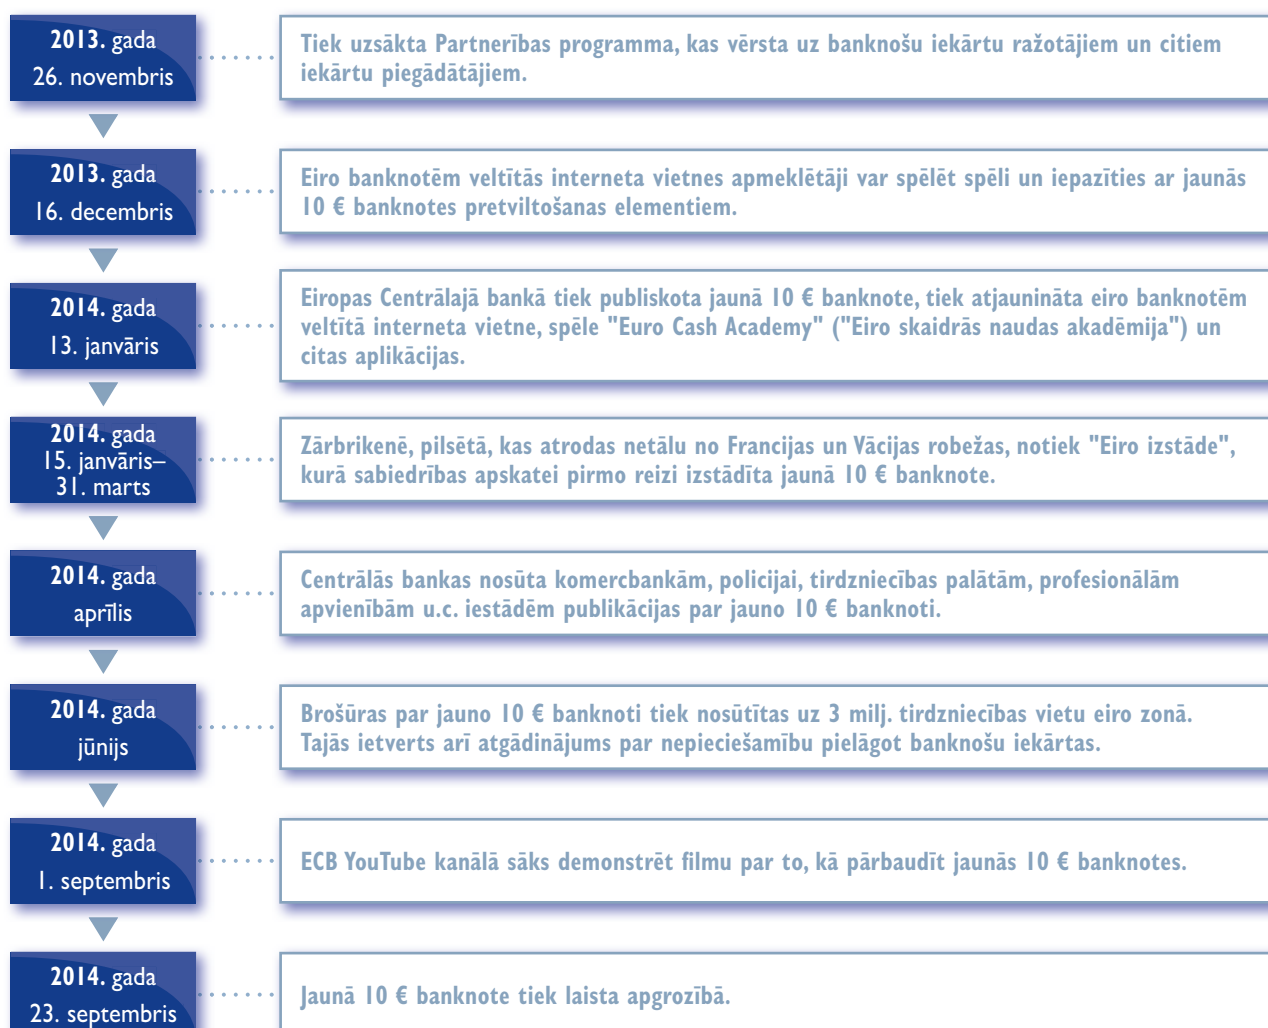 2013. gada
26. novembris
Tiek uzsākta Partnerības programma, kas vērsta uz banknošu iekārtu ražotājiem un citiem
iekārtu piegādātājiem.
2013. gada
16. decembris
Eiro banknotēm veltītās interneta vietnes apmeklētāji var spēlēt spēli un iepazīties ar jaunās
10 € banknotes pretviltošanas elementiem.
2014. gada
13. janvāris
Eiropas Centrālajā bankā tiek publiskota jaunā 10 € banknote, tiek atjaunināta eiro banknotēm
veltītā interneta vietne, spēle "Euro Cash Academy" ("Eiro skaidrās naudas akadēmija") un
citas aplikācijas.
2014. gada
15. janvāris–
31. marts
Zārbrikenē, pilsētā, kas atrodas netālu no Francijas un Vācijas robežas, notiek "Eiro izstāde",
kurā sabiedrības apskatei pirmo reizi izstādīta jaunā 10 € banknote.
2014. gada
aprīlis
Centrālās bankas nosūta komercbankām, policijai, tirdzniecības palātām, profesionālām
apvienībām u.c. iestādēm publikācijas par jauno 10 € banknoti.
2014. gada
jūnijs
Brošūras par jauno 10 € banknoti tiek nosūtītas uz 3 milj. tirdzniecības vietu eiro zonā.
Tajās ietverts arī atgādinājums par nepieciešamību pielāgot banknošu iekārtas.
2014. gada
1. septembris
ECB YouTube kanālā sāks demonstrēt filmu par to, kā pārbaudīt jaunās 10 € banknotes.
2014. gada
23. septembris
Jaunā 10 € banknote tiek laista apgrozībā.